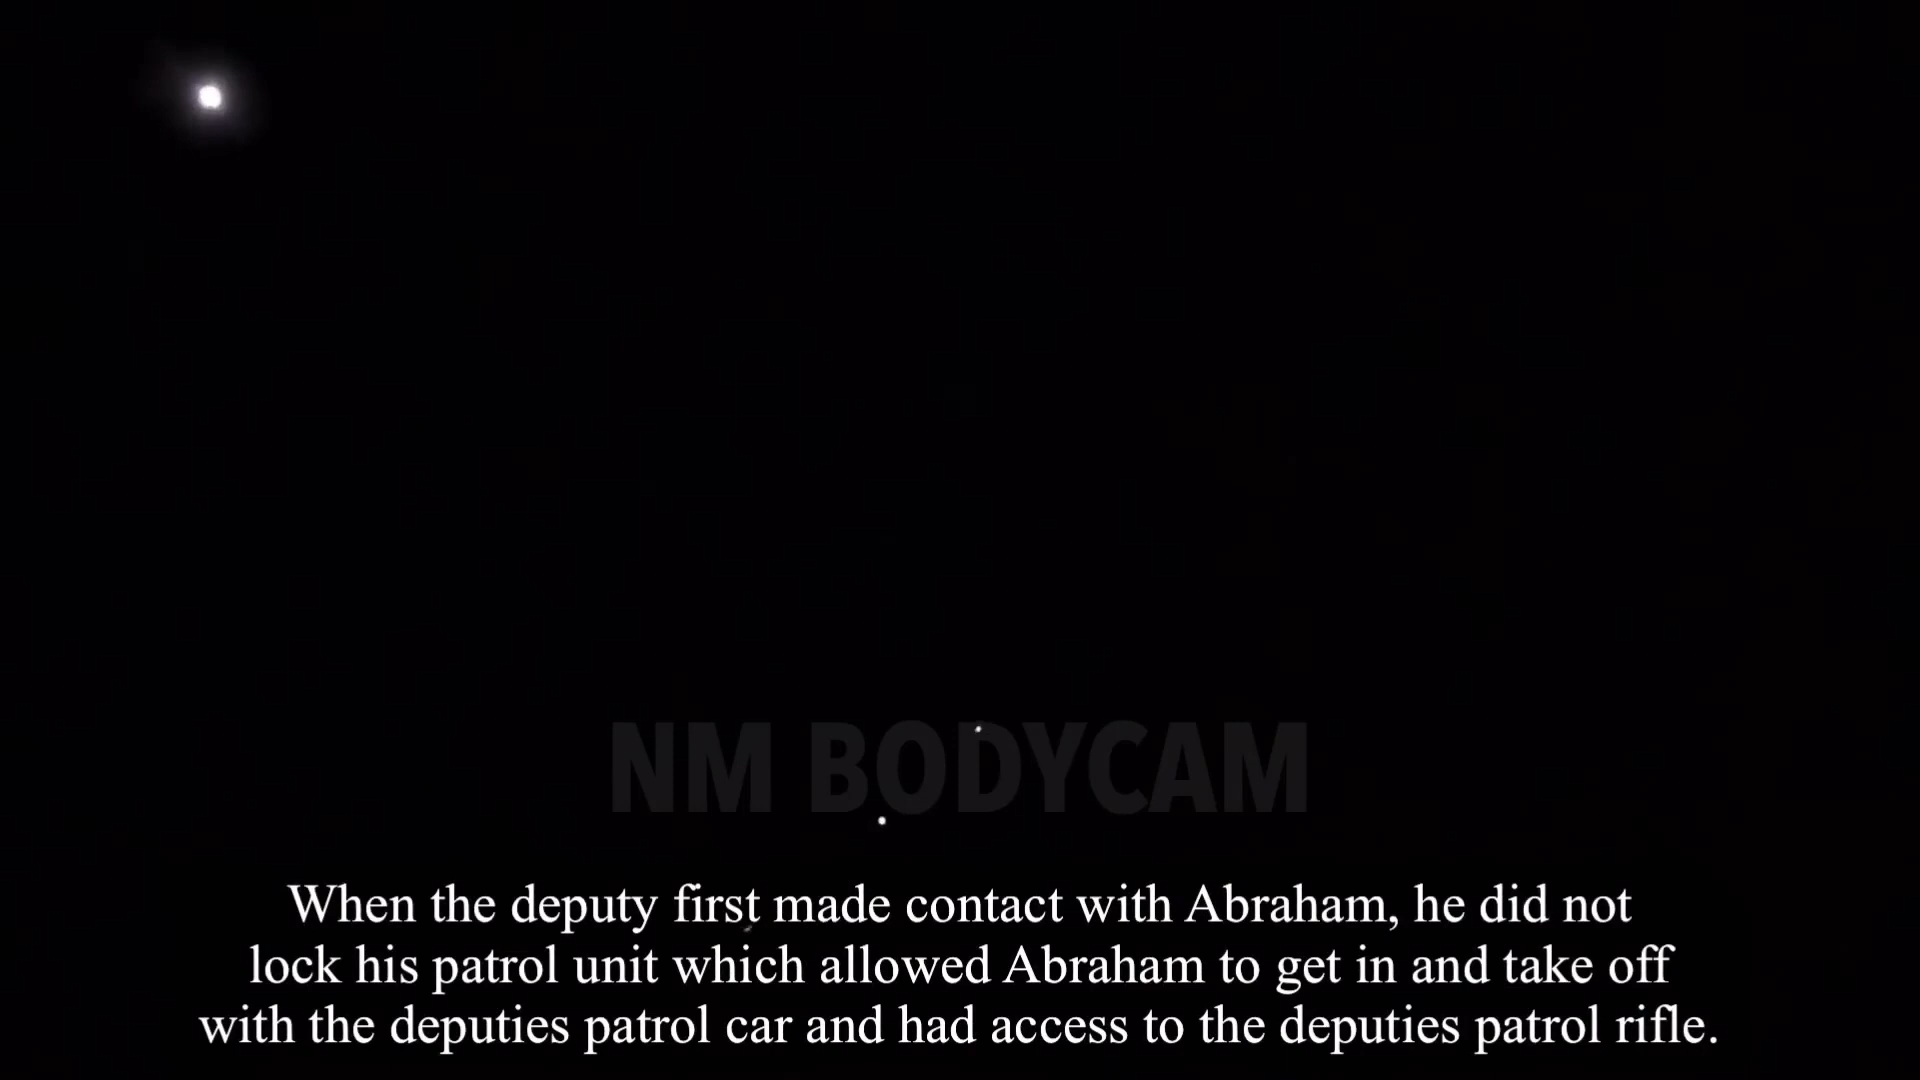 NM BODYCAM
When the deputy first made contact with Abraham, he did not
lock his patrol unit which allowed Abraham to get in and take off
with the deputies patrol car and had access to the deputies patrol rifle.